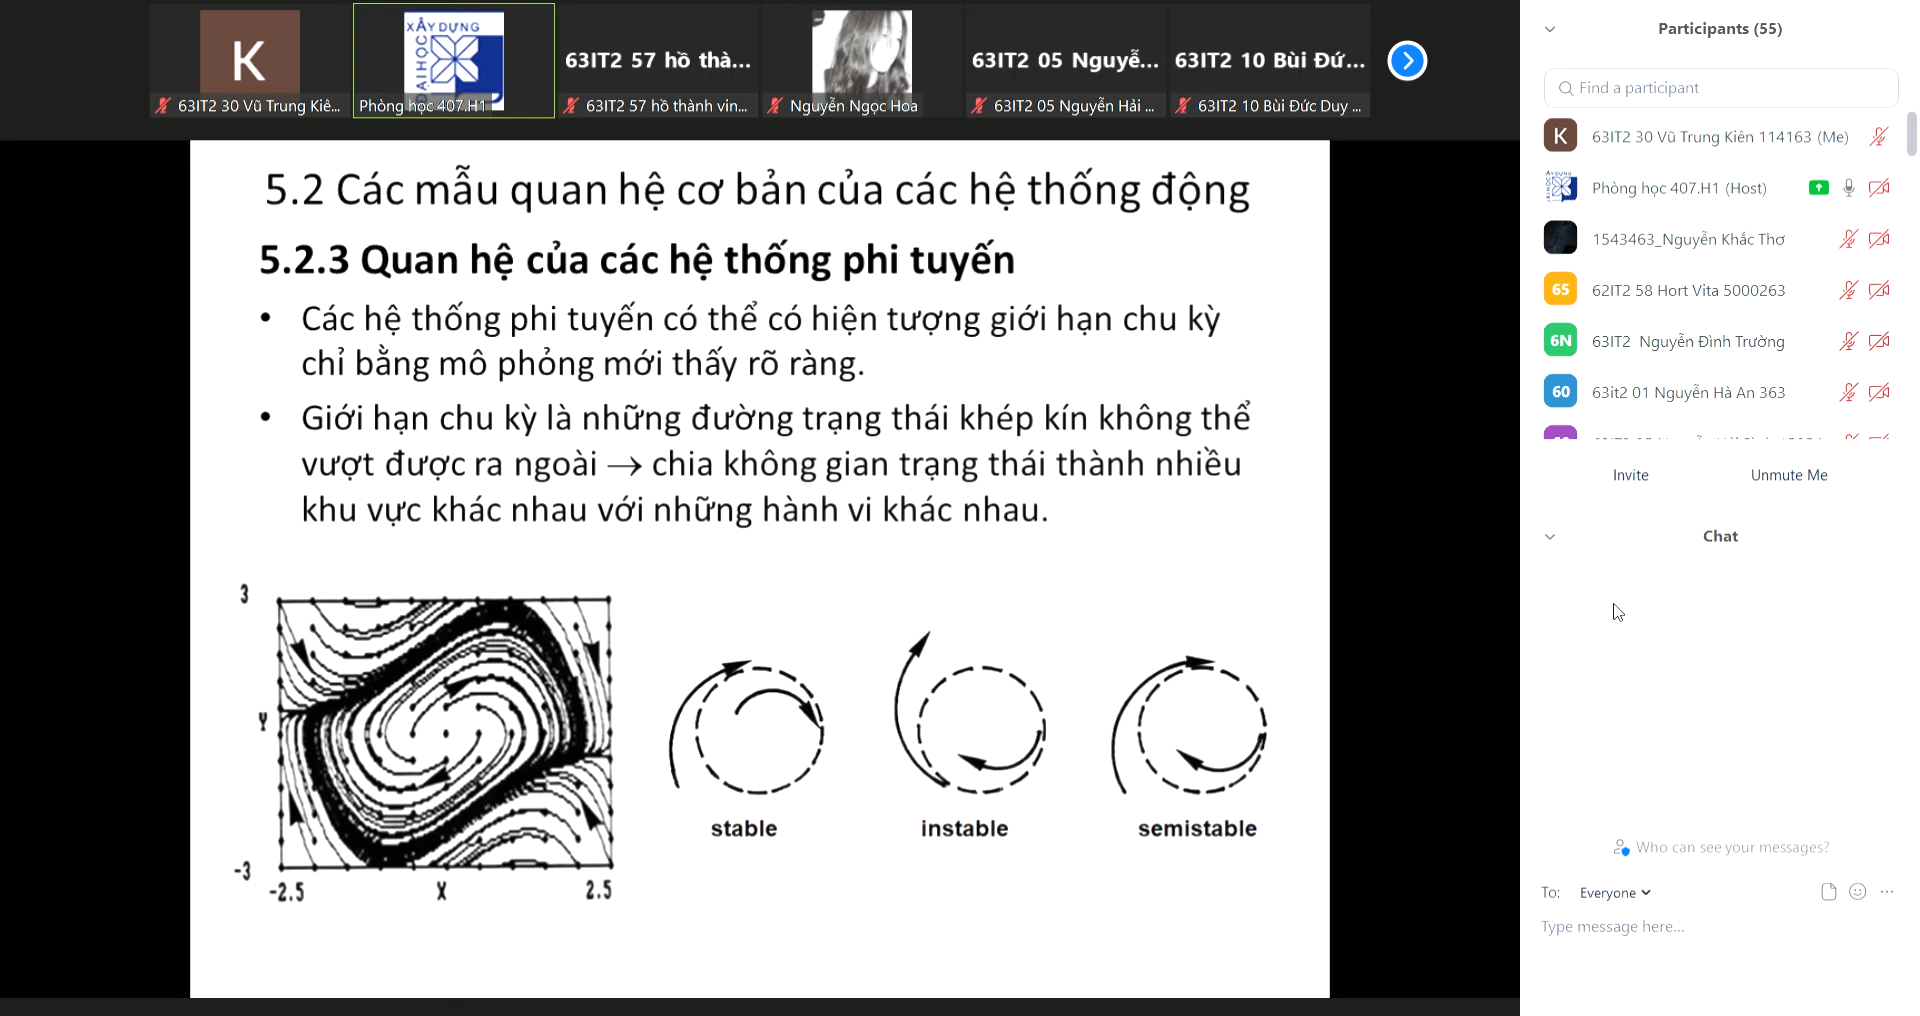 K
63IT2 30 Vũ Trung Kiê...
XÂY DỰNG
Phòng học 407.H1
63IT2 57 hồ thà...
63IT2 57 hồ thành vin...
Nguyễn Ngọc Hoa
63IT2 05 Nguyễ...
63IT2 05 Nguyễn Hải ...
63IT2 10 Bùi Đứ...
63IT2 10 Bùi Đức Duy ...
5.2 Các mẫu quan hệ cơ bản của các hệ thống động
5.2.3 Quan hệ của các hệ thống phi tuyến
• Các hệ thống phi tuyến có thể có hiện tượng giới hạn chu kỳ
chỉ bằng mô phỏng mới thấy rõ ràng.
• Giới hạn chu kỳ là những đường trạng thái khép kín không thể
vượt được ra ngoài → chia không gian trạng thái thành nhiều
khu vực khác nhau với những hành vi khác nhau.
3
Y
-3
-2.5 X 2.5
stable
instable
semistable
Participants (55)
Find a participant
K 63IT2 30 Vũ Trung Kiên 114163 (Me)
Phòng học 407.H1 (Host)
1543463_Nguyễn Khắc Thơ
65 62IT2 58 Hort Vita 5000263
6N 63IT2 Nguyễn Đình Trường
60 63it2 01 Nguyễn Hà An 363
Invite Unmute Me
Chat
Who can see your messages?
To: Everyone
Type message here...